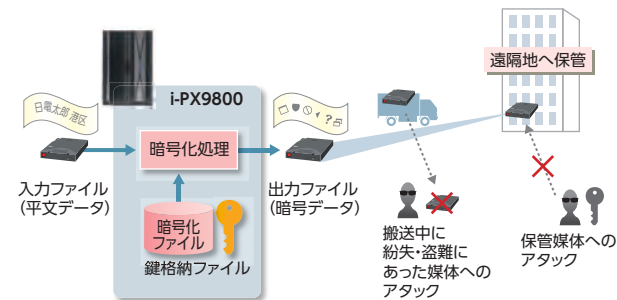 i-PX9800
日電太郎 港区
暗号化処理
入力ファイル
（平文データ）
出力ファイル
（暗号データ）
暗号化
ファイル
鍵格納ファイル
遠隔地へ保管
搬送中に
紛失・盗難に
あった媒体への
アタック
保管媒体への
アタック